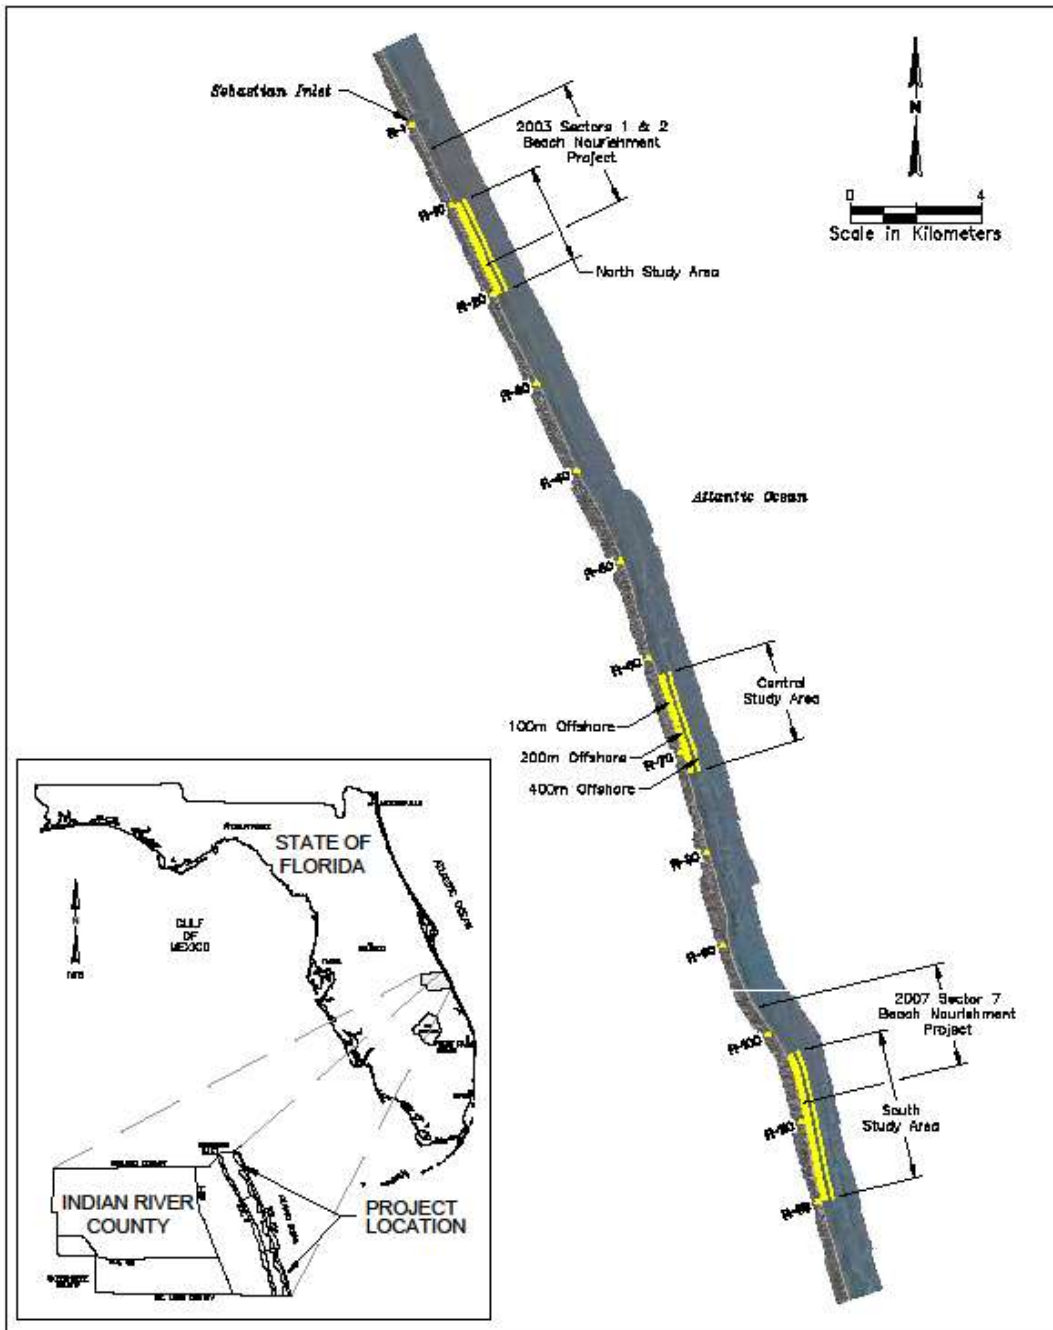 Sebastian Inlet
R-1
2003 Sectors 1 & 2
Beach Nourishment
Project
N
0 4
Scale in Kilometers
R-10
North Study Area
R-20
R-30
R-40
Atlantic Ocean
R-50
R-60
Central
Study Area
100m Offshore
200m Offshore
R-70
400m Offshore
R-80
R-90
2007 Sector 7
Beach Nourishment
Project
R-100
South
Study Area
R-110
STATE OF
FLORIDA
ATLANTIC OCEAN
GULF
OF
MEXICO
N
INDIAN RIVER
COUNTY
PROJECT
LOCATION